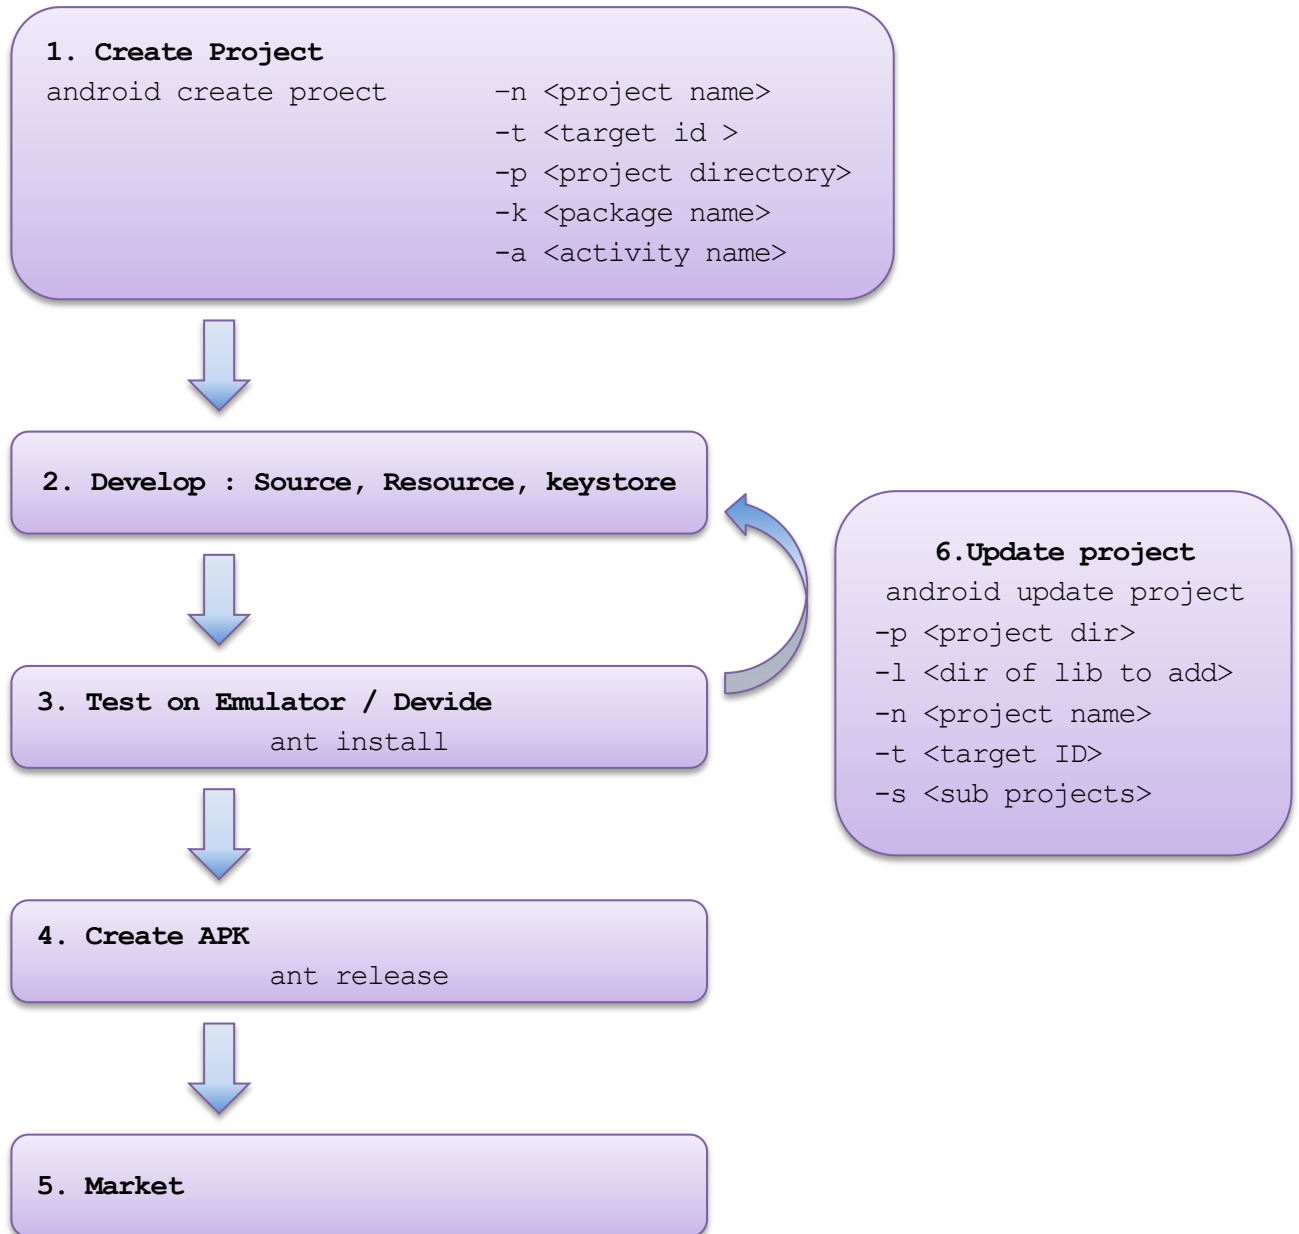 1. Create Project
android create proect –n <project name>
-t <target id >
-p <project directory>
-k <package name>
-a <activity name>
2. Develop : Source, Resource, keystore
3. Test on Emulator / Devide
ant install
4. Create APK
ant release
5. Market
6.Update project
android update project
-p <project dir>
-l <dir of lib to add>
-n <project name>
-t <target ID>
-s <sub projects>